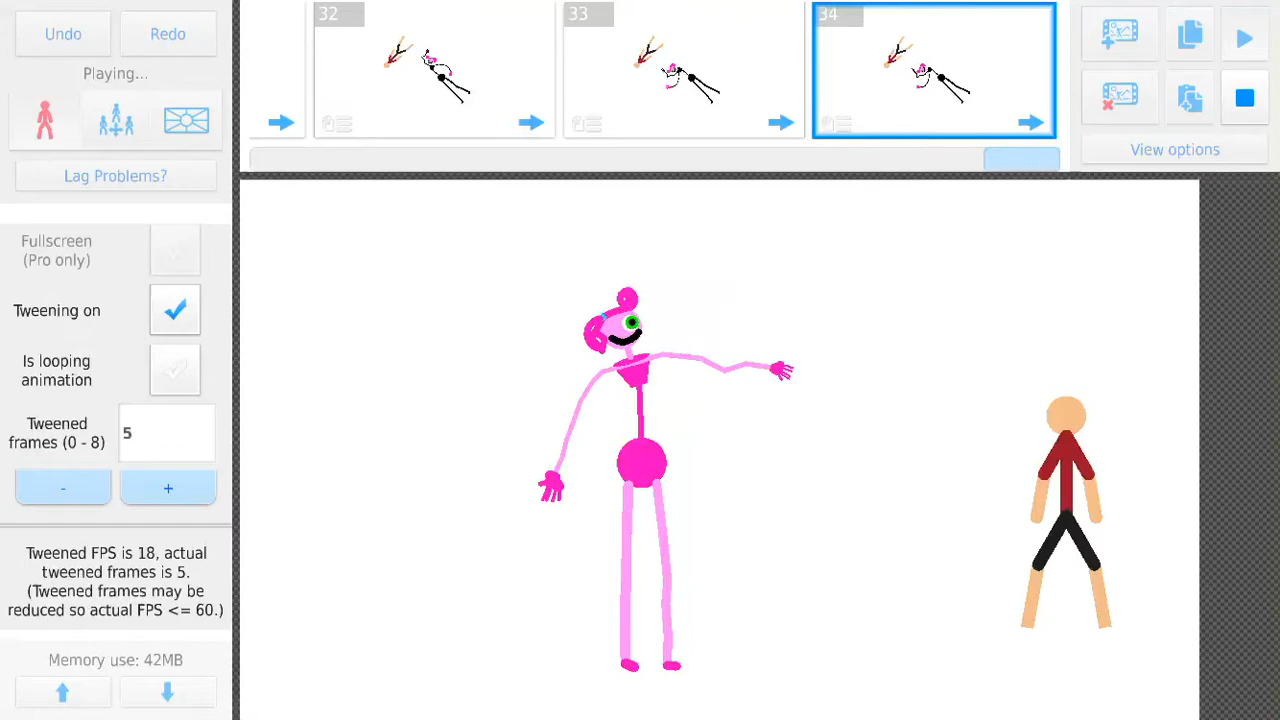 Undo
Redo
Playing...
Lag Problems?
Fullscreen
(Pro only)
Tweening on
Is looping
animation
Tweened
frames (0 - 8)
5
-
+
Tweened FPS is 18, actual
tweened frames is 5.
(Tweened frames may be
reduced so actual FPS <= 60.)
Memory use: 42MB
32
33
34
View options